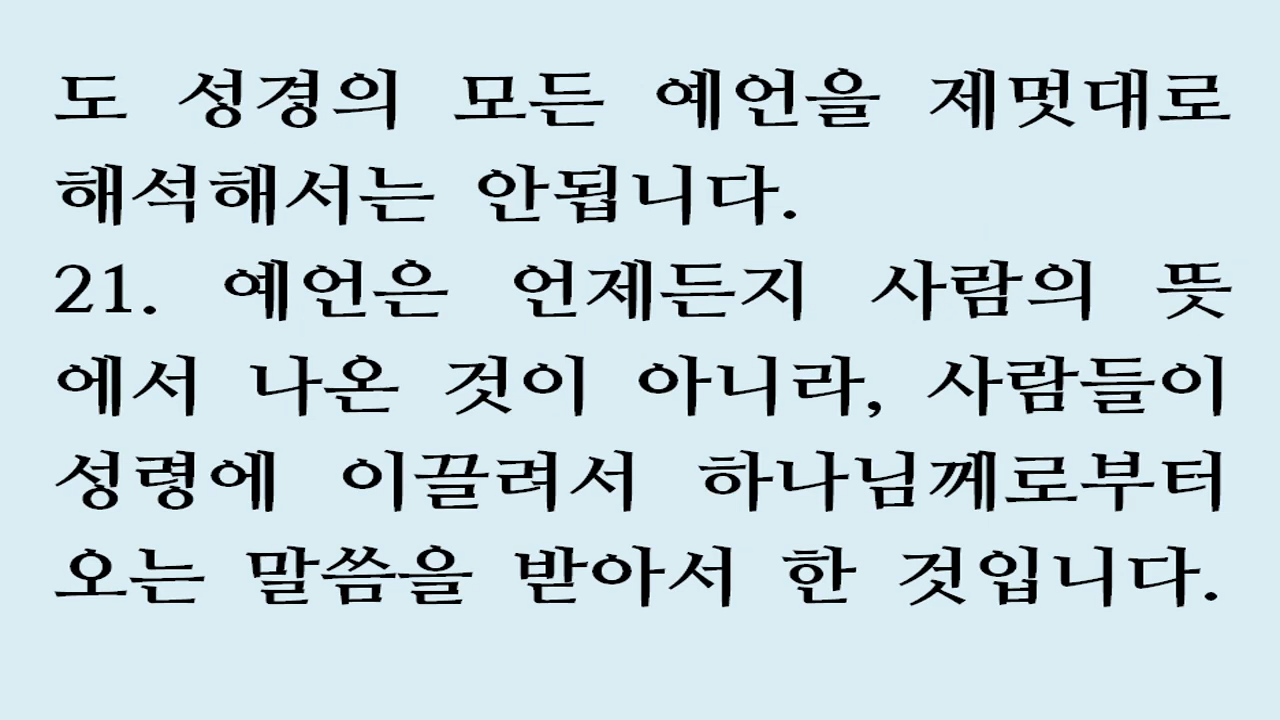 도 성경의 모든 예언을 제멋대로
해석해서는 안됩니다.
21. 예언은 언제든지 사람의 뜻
에서 나온 것이 아니라, 사람들이
성령에 이끌려서 하나님께로부터
오는 말씀을 받아서 한 것입니다.